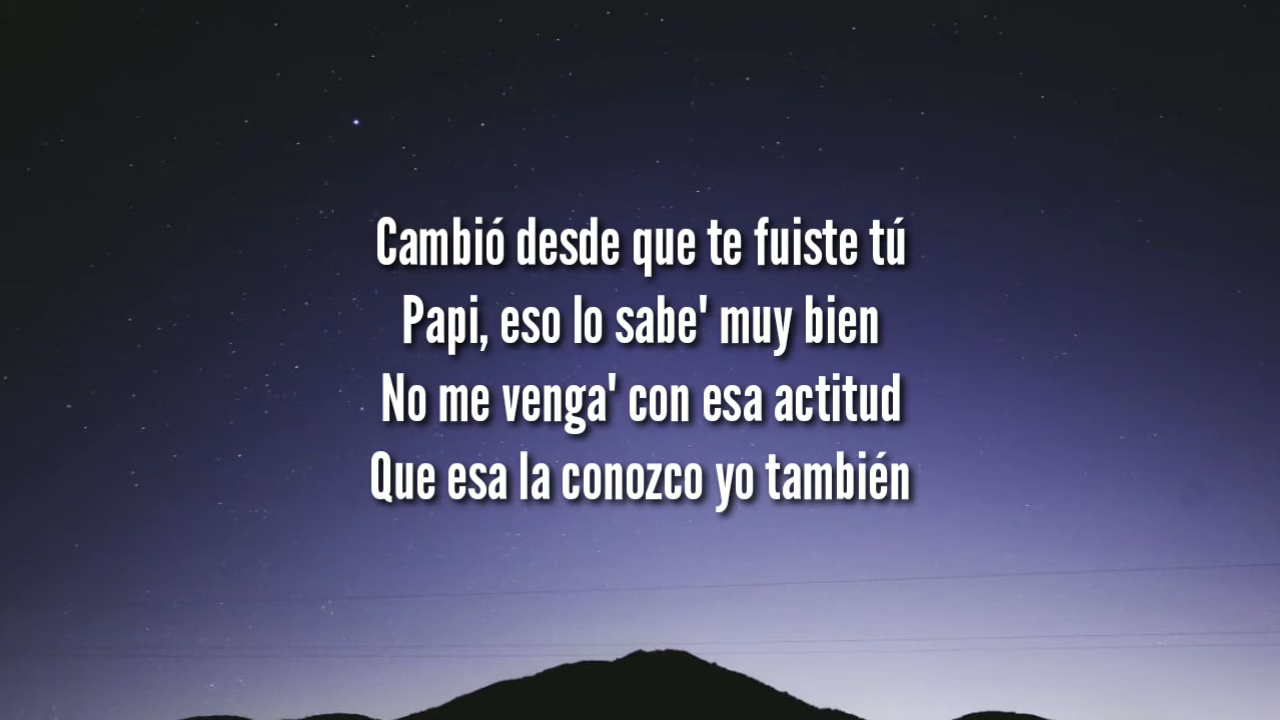 Cambió desde que te fuiste tú
Papi, eso lo sabe' muy bien
No me venga' con esa actitud
Que esa la conozco yo también